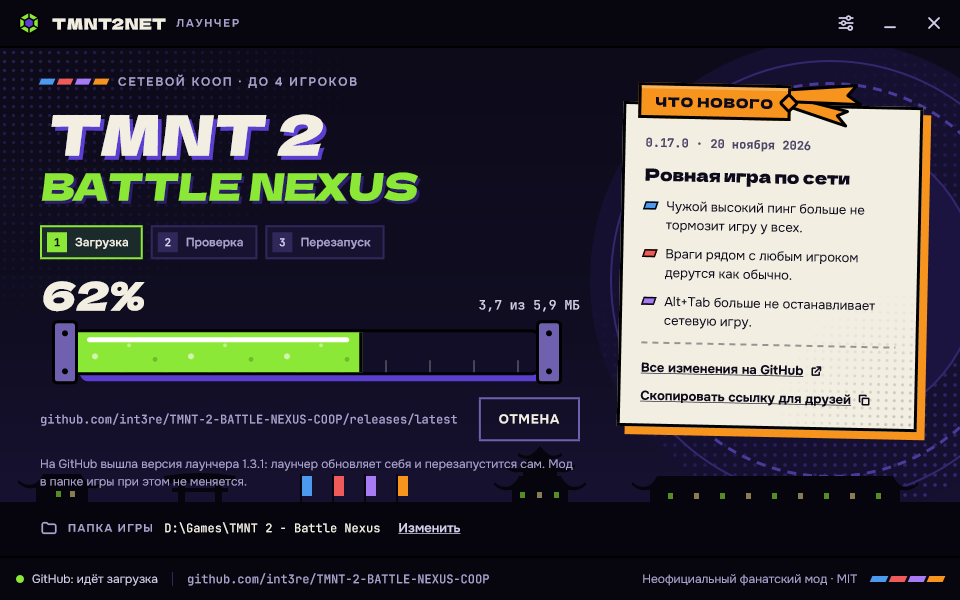 TMNT2NET ЛАУНЧЕР
СЕТЕВОЙ КООП · ДО 4 ИГРОКОВ
TMNT 2
BATTLE NEXUS
1 Загрузка
2 Проверка
3 Перезапуск
62%
3,7 из 5,9 МБ
github.com/int3re/TMNT-2-BATTLE-NEXUS-COOP/releases/latest
ОТМЕНА
На GitHub вышла версия лаунчера 1.3.1: лаунчер обновляет себя и перезапустится сам. Мод
в папке игры при этом не меняется.
ЧТО НОВОГО
0.17.0 · 20 ноября 2026
Ровная игра по сети
Чужой высокий пинг больше не
тормозит игру у всех.
Враги рядом с любым игроком
дерутся как обычно.
Alt+Tab больше не останавливает
сетевую игру.
Все изменения на GitHub
Скопировать ссылку для друзей
ПАПКА ИГРЫ D:\Games\TMNT 2 - Battle Nexus Изменить
GitHub: идёт загрузка
github.com/int3re/TMNT-2-BATTLE-NEXUS-COOP
Неофициальный фанатский мод · MIT